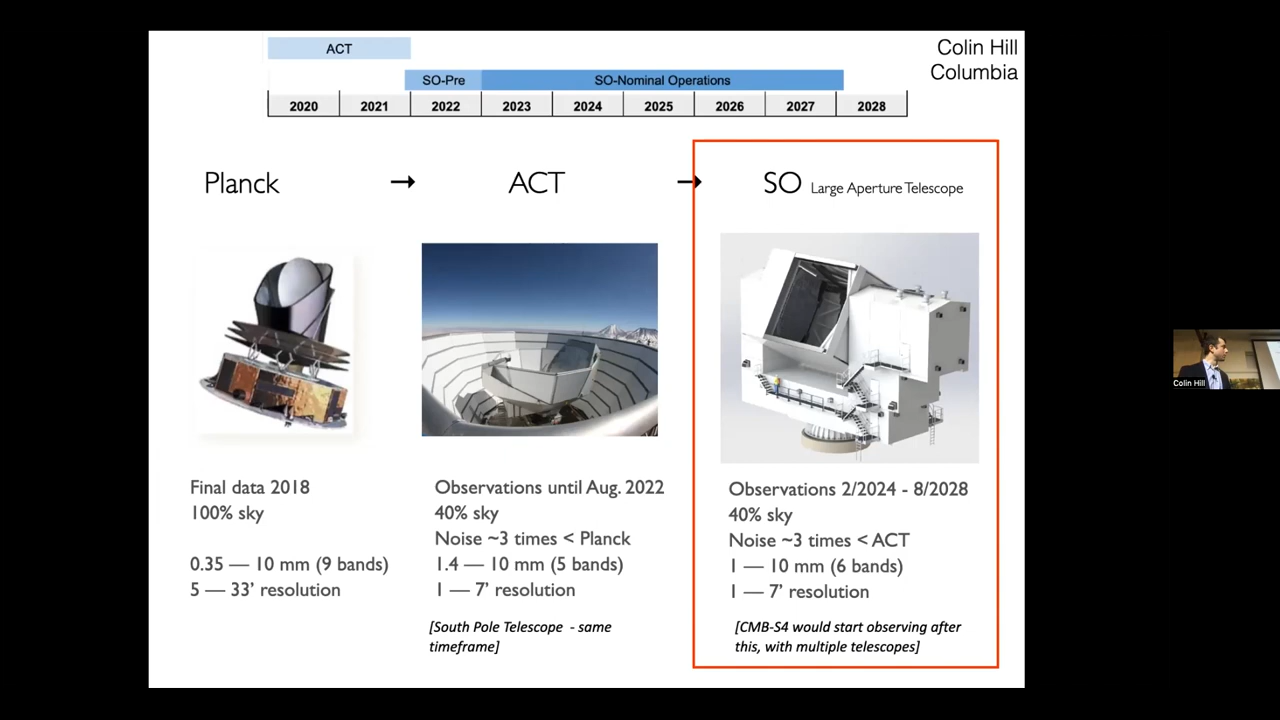 ACT
Colin Hill
Columbia
SO-Pre
SO-Nominal Operations
2020 2021 2022 2023 2024 2025 2026 2027 2028
Planck → ACT → SO Large Aperture Telescope
Final data 2018
100% sky
0.35 — 10 mm (9 bands)
5 — 33’ resolution
Observations until Aug. 2022
40% sky
Noise ~3 times < Planck
1.4 — 10 mm (5 bands)
1 — 7’ resolution
[South Pole Telescope - same
timeframe]
Observations 2/2024 - 8/2028
40% sky
Noise ~3 times < ACT
1 — 10 mm (6 bands)
1 — 7’ resolution
[CMB-S4 would start observing after
this, with multiple telescopes]
Colin Hill